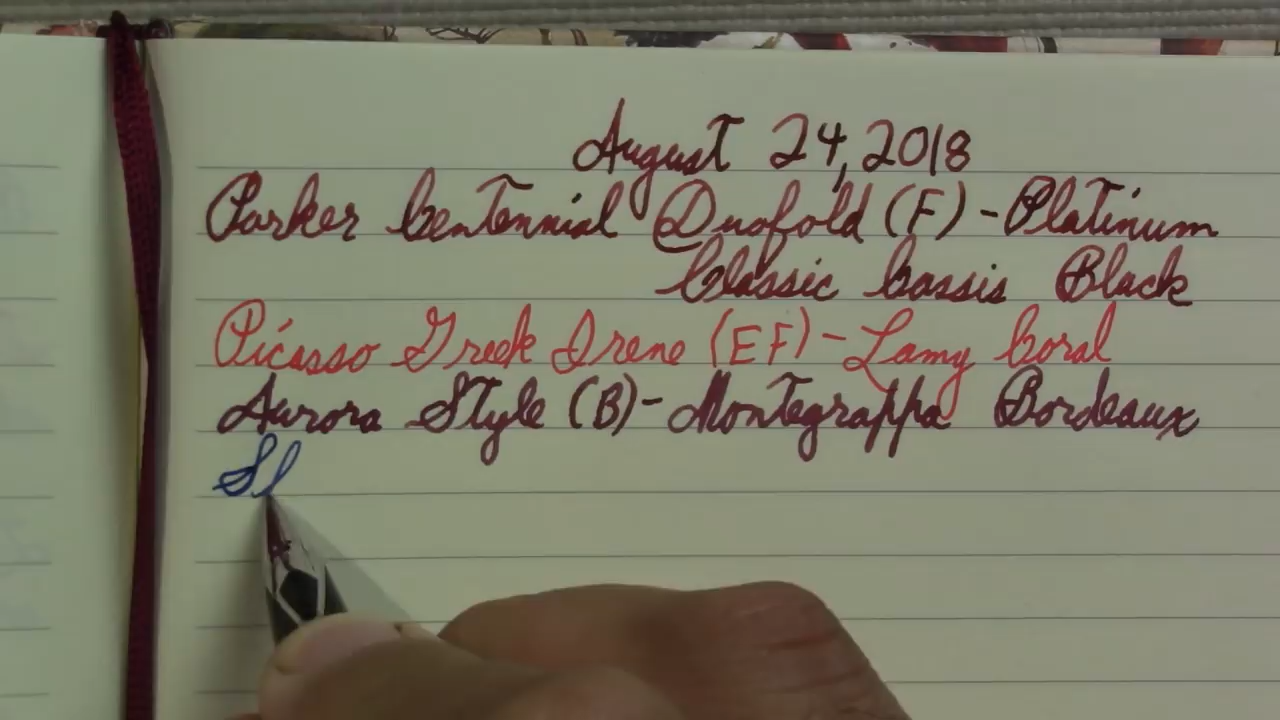 August 24, 2018
Parker Centennial Duofold (F) - Platinum
Classic Cassis Black
Picasso Greek Irene (EF) - Lamy Coral
Aurora Style (B) - Montegrappa Bordeaux
Sl